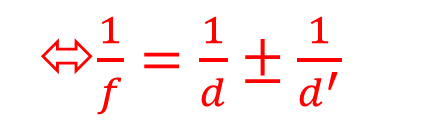 ⇔ 1/f = 1/d ± 1/d′